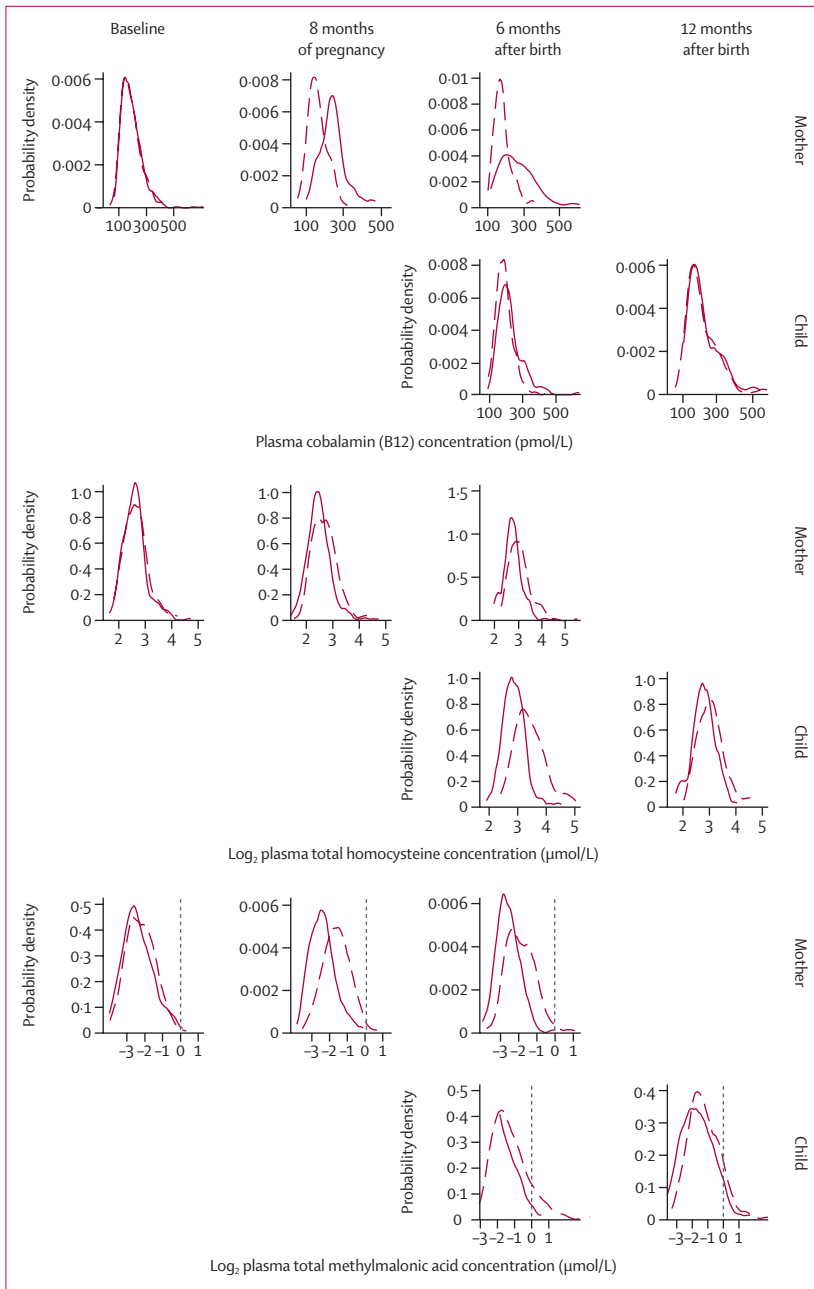 Baseline
8 months
of pregnancy
6 months
after birth
12 months
after birth
Probability density
0·006
0·004
0·002
0
100 300 500
0·008
0·006
0·004
0·002
0
100 300 500
0·01
0·008
0·006
0·004
0·002
0
100 300 500
Mother
Probability density
0·008
0·006
0·004
0·002
0
100 300 500
0·006
0·004
0·002
0
100 300 500
Child
Plasma cobalamin (B12) concentration (pmol/L)
Probability density
1·0
0·8
0·6
0·4
0·2
0
2 3 4 5
1·0
0·8
0·6
0·4
0·2
0
2 3 4 5
1·5
1·0
0·5
0
2 3 4 5
Mother
Probability density
1·0
0·8
0·6
0·4
0·2
0
2 3 4 5
1·0
0·8
0·6
0·4
0·2
0
2 3 4 5
Child
Log₂ plasma total homocysteine concentration (μmol/L)
Probability density
0·5
0·4
0·3
0·2
0·1
0
–3 –2 –1 0 1
0·006
0·004
0·002
0
–3 –2 –1 0 1
0·006
0·004
0·002
0
–3 –2 –1 0 1
Mother
Probability density
0·5
0·4
0·3
0·2
0·1
0
–3 –2 –1 0 1
0·4
0·3
0·2
0·1
0
–3 –2 –1 0 1
Child
Log₂ plasma total methylmalonic acid concentration (μmol/L)